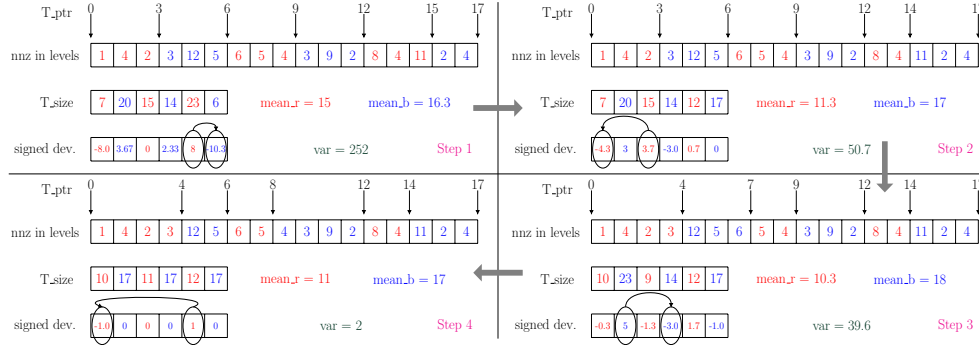 T_ptr 0 3 6 9 12 15 17
nnz in levels 1 4 2 3 12 5 6 5 4 3 9 2 8 4 11 2 4
T_size 7 20 15 14 23 6 mean_r = 15 mean_b = 16.3
signed dev. -8.0 3.67 0 2.33 8 -10.3 var = 252 Step 1
T_ptr 0 3 6 9 12 14 17
nnz in levels 1 4 2 3 12 5 6 5 4 3 9 2 8 4 11 2 4
T_size 7 20 15 14 12 17 mean_r = 11.3 mean_b = 17
signed dev. -4.3 3 3.7 -3.0 0.7 0 var = 50.7 Step 2
T_ptr 0 4 6 8 12 14 17
nnz in levels 1 4 2 3 12 5 6 5 4 3 9 2 8 4 11 2 4
T_size 10 17 11 17 12 17 mean_r = 11 mean_b = 17
signed dev. -1.0 0 0 0 1 0 var = 2 Step 4
T_ptr 0 4 7 9 12 14 17
nnz in levels 1 4 2 3 12 5 6 5 4 3 9 2 8 4 11 2 4
T_size 10 23 9 14 12 17 mean_r = 10.3 mean_b = 18
signed dev. -0.3 5 -1.3 -3.0 1.7 -1.0 var = 39.6 Step 3